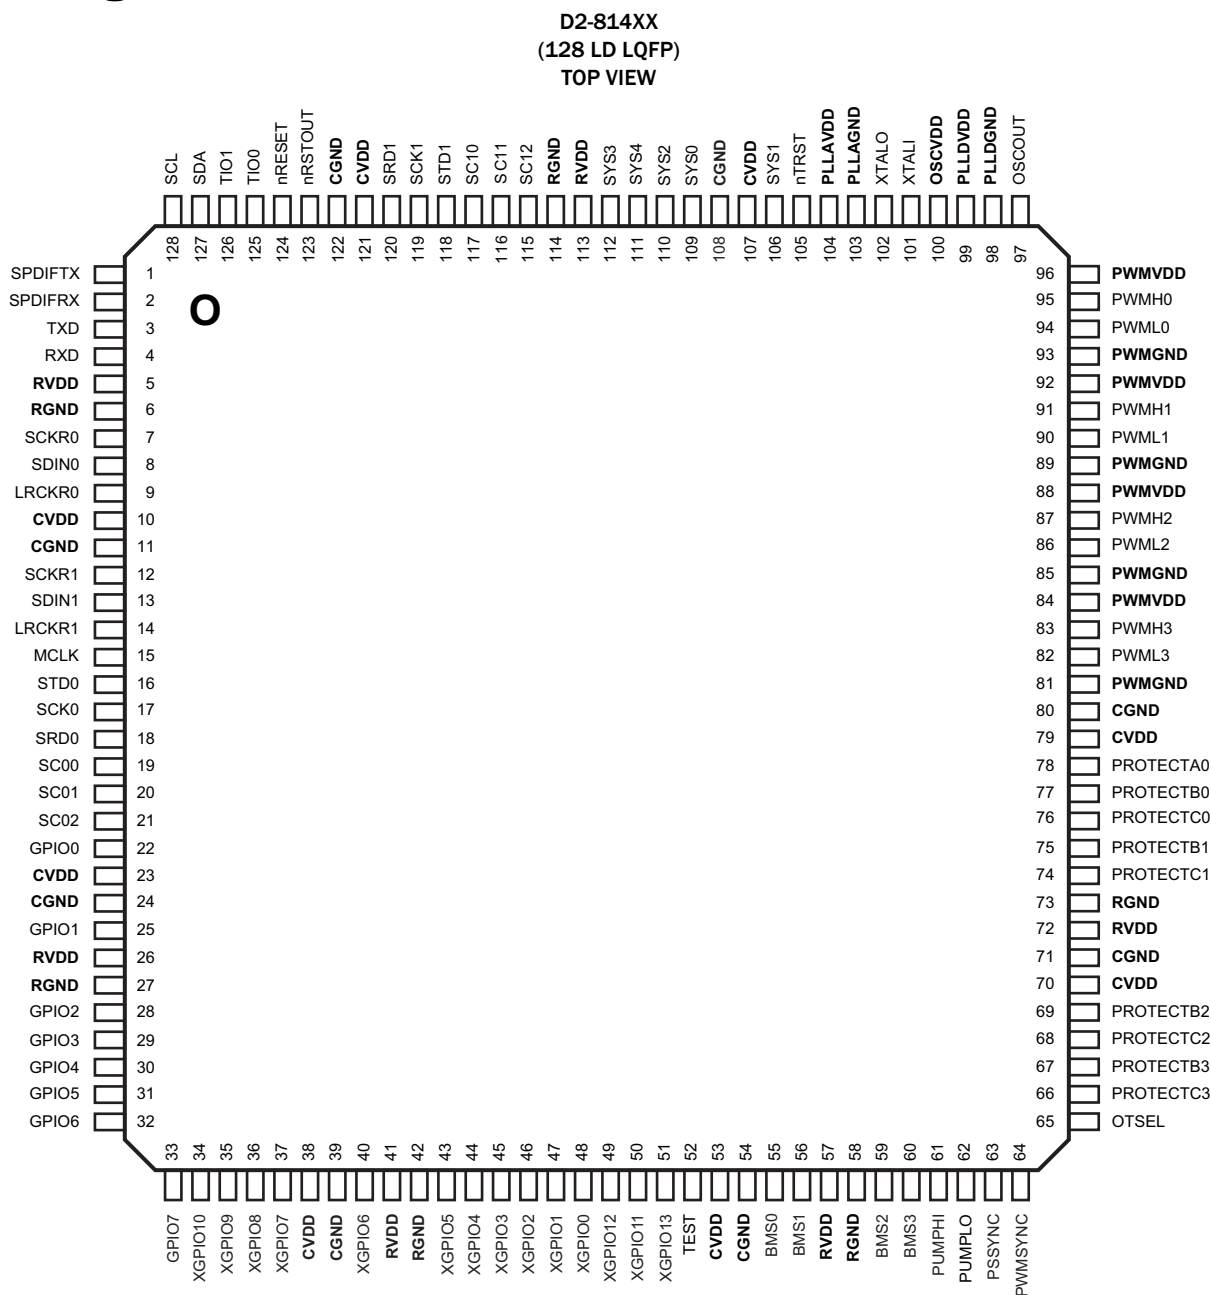 D2-814XX
(128 LD LQFP)
TOP VIEW
SCL
SDA
TIO1
TIO0
nRESET
nRSTOUT
CGND
CVDD
SRD1
SCK1
STD1
SC10
SC11
SC12
RGND
RVDD
SYS3
SYS4
SYS2
SYS0
CGND
CVDD
SYS1
nTRST
PLLAVDD
PLLAGND
XTALO
XTALI
OSCVDD
PLLDVDD
PLLDGND
OSCOUT
128
127
126
125
124
123
122
121
120
119
118
117
116
115
114
113
112
111
110
109
108
107
106
105
104
103
102
101
100
99
98
97
SPDIFTX 1
SPDIFRX 2
TXD 3
RXD 4
RVDD 5
RGND 6
SCKR0 7
SDIN0 8
LRCKR0 9
CVDD 10
CGND 11
SCKR1 12
SDIN1 13
LRCKR1 14
MCLK 15
STD0 16
SCK0 17
SRD0 18
SC00 19
SC01 20
SC02 21
GPIO0 22
CVDD 23
CGND 24
GPIO1 25
RVDD 26
RGND 27
GPIO2 28
GPIO3 29
GPIO4 30
GPIO5 31
GPIO6 32
O
96 PWMVDD
95 PWMH0
94 PWML0
93 PWMGND
92 PWMVDD
91 PWMH1
90 PWML1
89 PWMGND
88 PWMVDD
87 PWMH2
86 PWML2
85 PWMGND
84 PWMVDD
83 PWMH3
82 PWML3
81 PWMGND
80 CGND
79 CVDD
78 PROTECTA0
77 PROTECTB0
76 PROTECTC0
75 PROTECTB1
74 PROTECTC1
73 RGND
72 RVDD
71 CGND
70 CVDD
69 PROTECTB2
68 PROTECTC2
67 PROTECTB3
66 PROTECTC3
65 OTSEL
33
34
35
36
37
38
39
40
41
42
43
44
45
46
47
48
49
50
51
52
53
54
55
56
57
58
59
60
61
62
63
64
GPIO7
XGPIO10
XGPIO9
XGPIO8
XGPIO7
CVDD
CGND
XGPIO6
RVDD
RGND
XGPIO5
XGPIO4
XGPIO3
XGPIO2
XGPIO1
XGPIO0
XGPIO12
XGPIO11
XGPIO13
TEST
CVDD
CGND
BMS0
BMS1
RVDD
RGND
BMS2
BMS3
PUMPHI
PUMPLO
PSSYNC
PWMSYNC